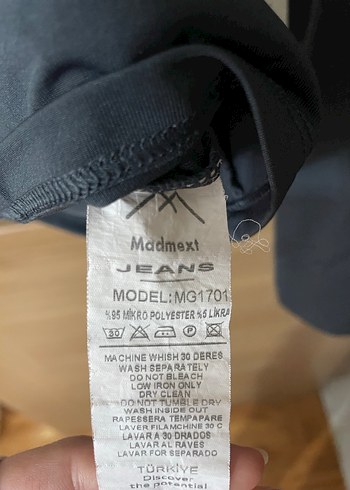 Madmext
JEANS
MODEL:MG1701
%95 MİKRO POLYESTER %5 LİKRA
30 P
MACHINE WHISH 30 DERES
WASH SEPARATELY
DO NOT BLEACH
LOW IRON ONLY
DRY CLEAN
DO NOT TUMBLE DRY
WASH INSIDE OUT
RAPESSERA TEMPAPARE
LAVER FILAMCHINE 30 C
LAVAR A 30 DRADOS
LAVAR AL RAVES
LAVAR FOR SEPARADO
TÜRKİYE
Discover
the potential